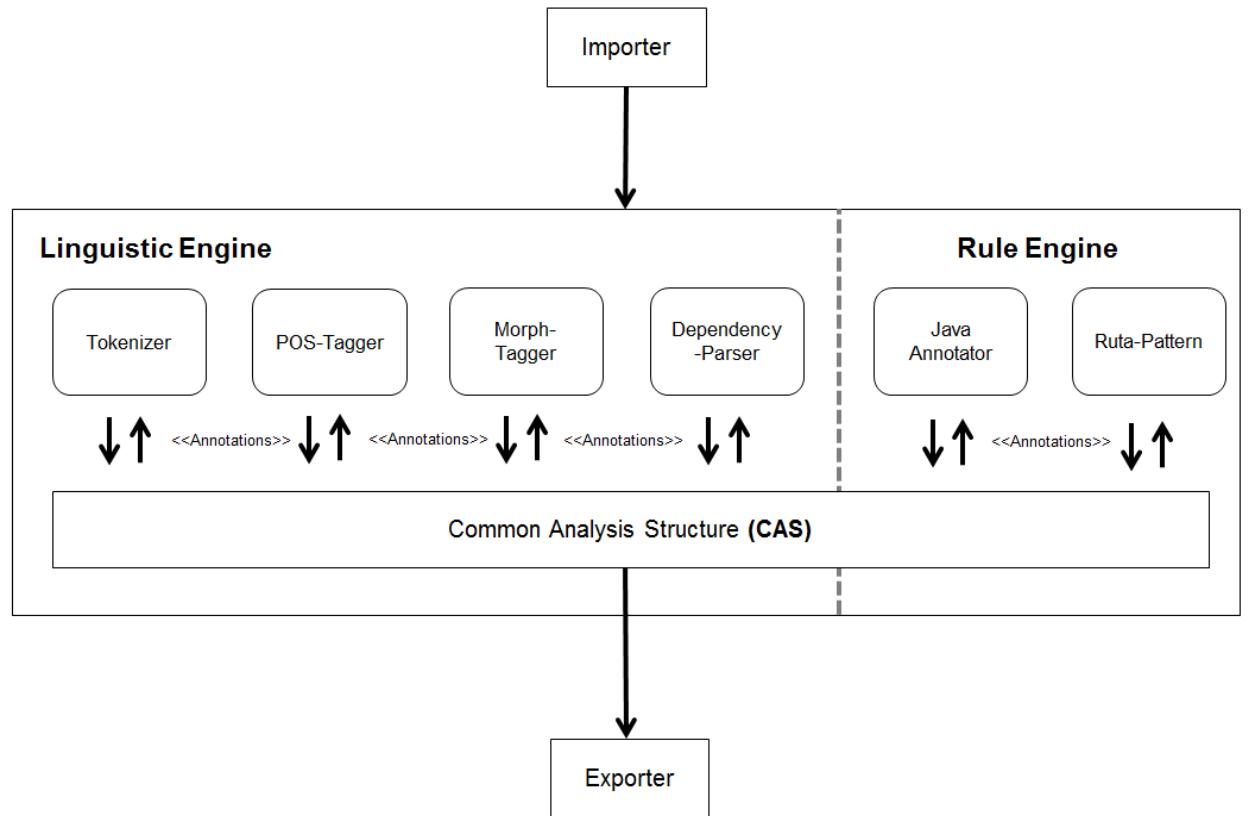 Importer
Linguistic Engine
Rule Engine
Tokenizer
POS-Tagger
Morph-
Tagger
Dependency
-Parser
Java
Annotator
Ruta-Pattern
<<Annotations>>
<<Annotations>>
<<Annotations>>
<<Annotations>>
Common Analysis Structure (CAS)
Exporter